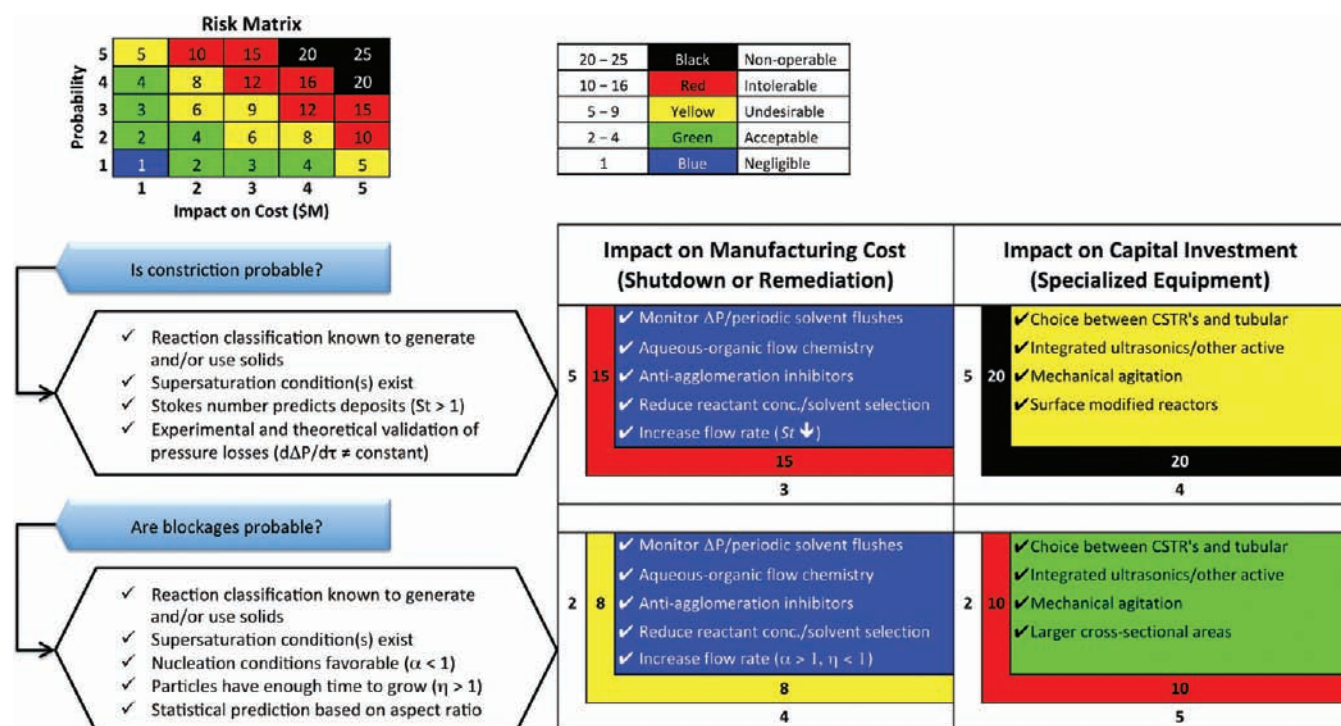 Risk Matrix
Probability
5 5 10 15 20 25
4 4 8 12 16 20
3 3 6 9 12 15
2 2 4 6 8 10
1 1 2 3 4 5
1 2 3 4 5
Impact on Cost ($M)
20 – 25 Black Non-operable
10 – 16 Red Intolerable
5 – 9 Yellow Undesirable
2 – 4 Green Acceptable
1 Blue Negligible
Is constriction probable?
✓ Reaction classification known to generate
and/or use solids
✓ Supersaturation condition(s) exist
✓ Stokes number predicts deposits (St > 1)
✓ Experimental and theoretical validation of
pressure losses (dΔP/dτ ≠ constant)
Impact on Manufacturing Cost
(Shutdown or Remediation)
5 15
✔ Monitor ΔP/periodic solvent flushes
✔ Aqueous-organic flow chemistry
✔ Anti-agglomeration inhibitors
✔ Reduce reactant conc./solvent selection
✔ Increase flow rate (St ↓)
15
3
Impact on Capital Investment
(Specialized Equipment)
5 20
✔Choice between CSTR's and tubular
✔Integrated ultrasonics/other active
✔Mechanical agitation
✔Surface modified reactors
20
4
Are blockages probable?
✓ Reaction classification known to generate
and/or use solids
✓ Supersaturation condition(s) exist
✓ Nucleation conditions favorable (α < 1)
✓ Particles have enough time to grow (η > 1)
✓ Statistical prediction based on aspect ratio
2 8
✔ Monitor ΔP/periodic solvent flushes
✔ Aqueous-organic flow chemistry
✔ Anti-agglomeration inhibitors
✔ Reduce reactant conc./solvent selection
✔ Increase flow rate (α > 1, η < 1)
8
4
2 10
✔Choice between CSTR's and tubular
✔Integrated ultrasonics/other active
✔Mechanical agitation
✔Larger cross-sectional areas
10
5